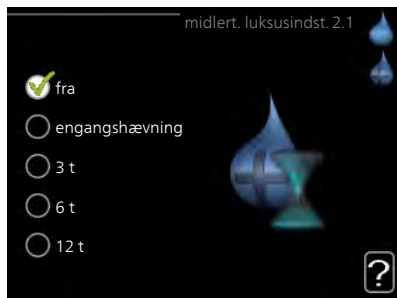 midlert. luksusindst. 2.1
fra
engangshævning
3 t
6 t
12 t
?